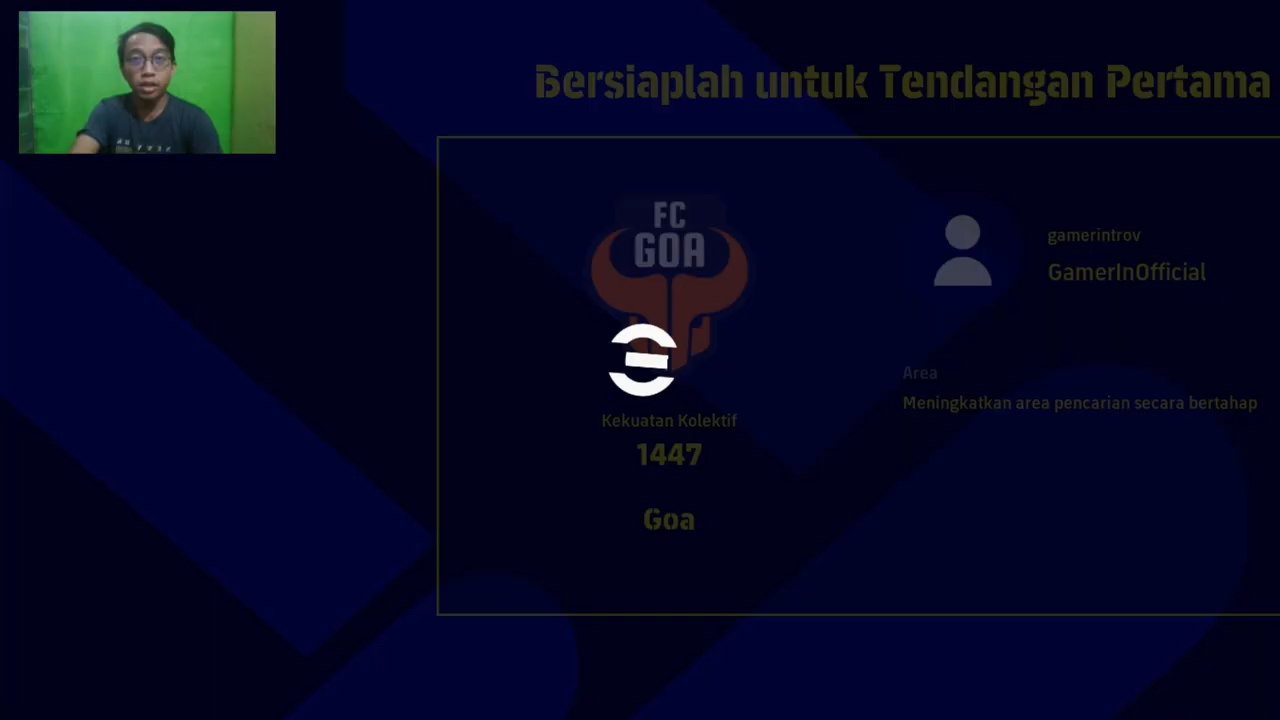 Bersiaplah untuk Tendangan Pertama
FC
GOA
gamerintrov
GamerInOfficial
Area
Meningkatkan area pencarian secara bertahap
Kekuatan Kolektif
1447
Goa